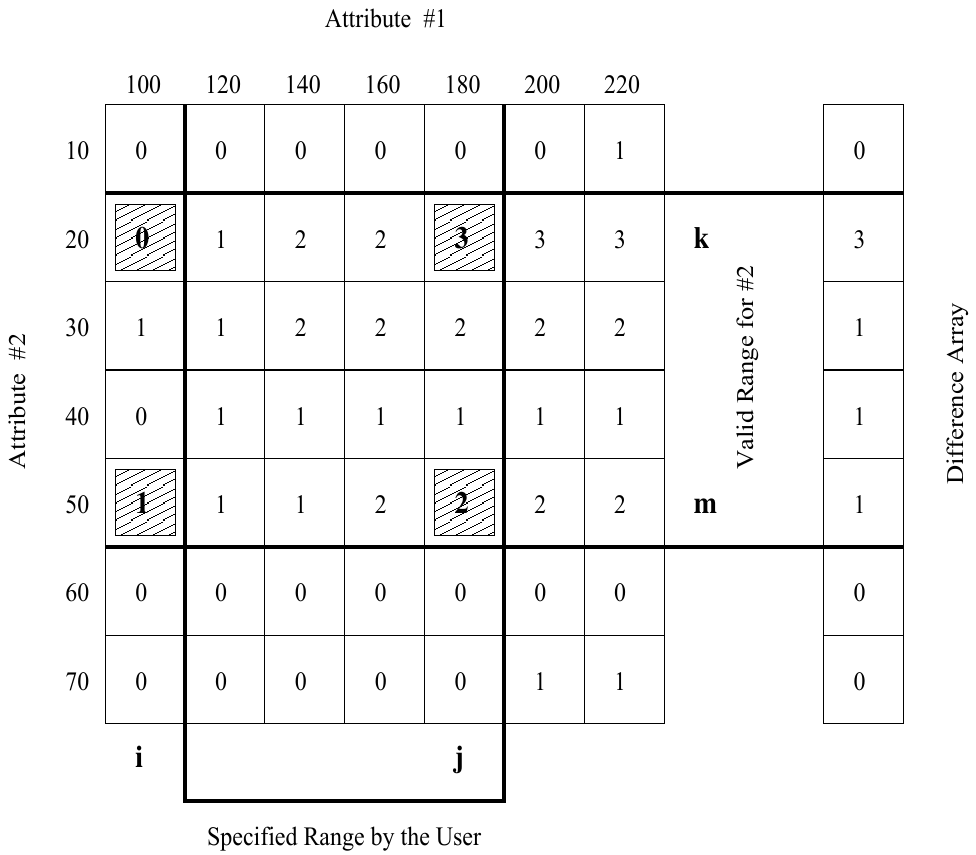 Attribute #1
100 120 140 160 180 200 220
10 0 0 0 0 0 0 1 0
20 0 1 2 2 3 3 3 k 3
30 1 1 2 2 2 2 2 1
40 0 1 1 1 1 1 1 1
50 1 1 1 2 2 2 2 m 1
60 0 0 0 0 0 0 0 0
70 0 0 0 0 0 1 1 0
Attribute #2
Valid Range for #2
Difference Array
i j
Specified Range by the User